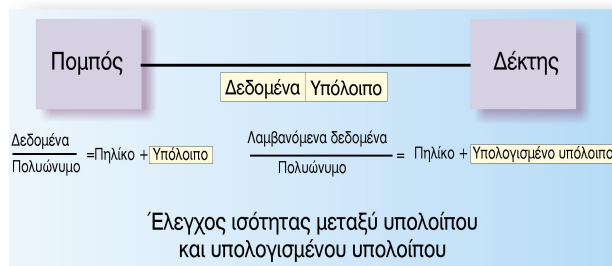 Πομπός
Δέκτης
Δεδομένα Υπόλοιπο
Δεδομένα
Πολυώνυμο
=Πηλίκο + Υπόλοιπο
Λαμβανόμενα δεδομένα
Πολυώνυμο
= Πηλίκο + Υπολογισμένο υπόλοιπο
Έλεγχος ισότητας μεταξύ υπολοίπου
και υπολογισμένου υπολοίπου